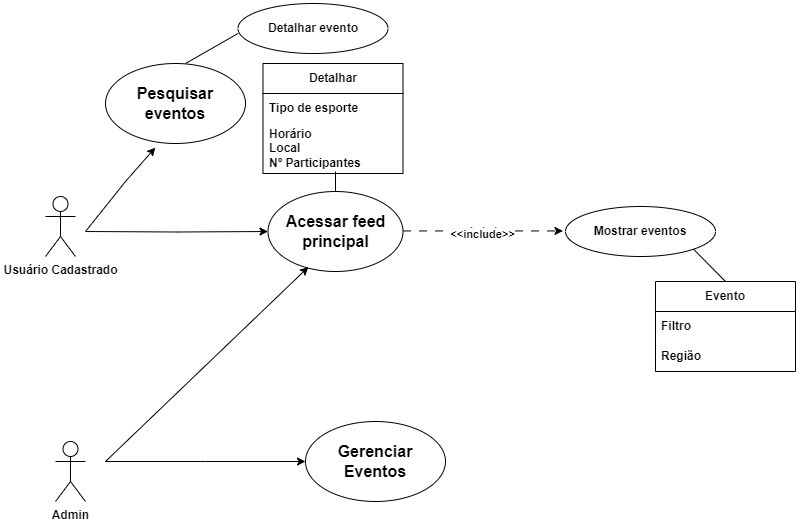 Detalhar evento
Pesquisar
eventos
Detalhar
Tipo de esporte
Horário
Local
Nº Participantes
Acessar feed
principal
<<include>>
Mostrar eventos
Usuário Cadastrado
Evento
Filtro
Região
Gerenciar
Eventos
Admin